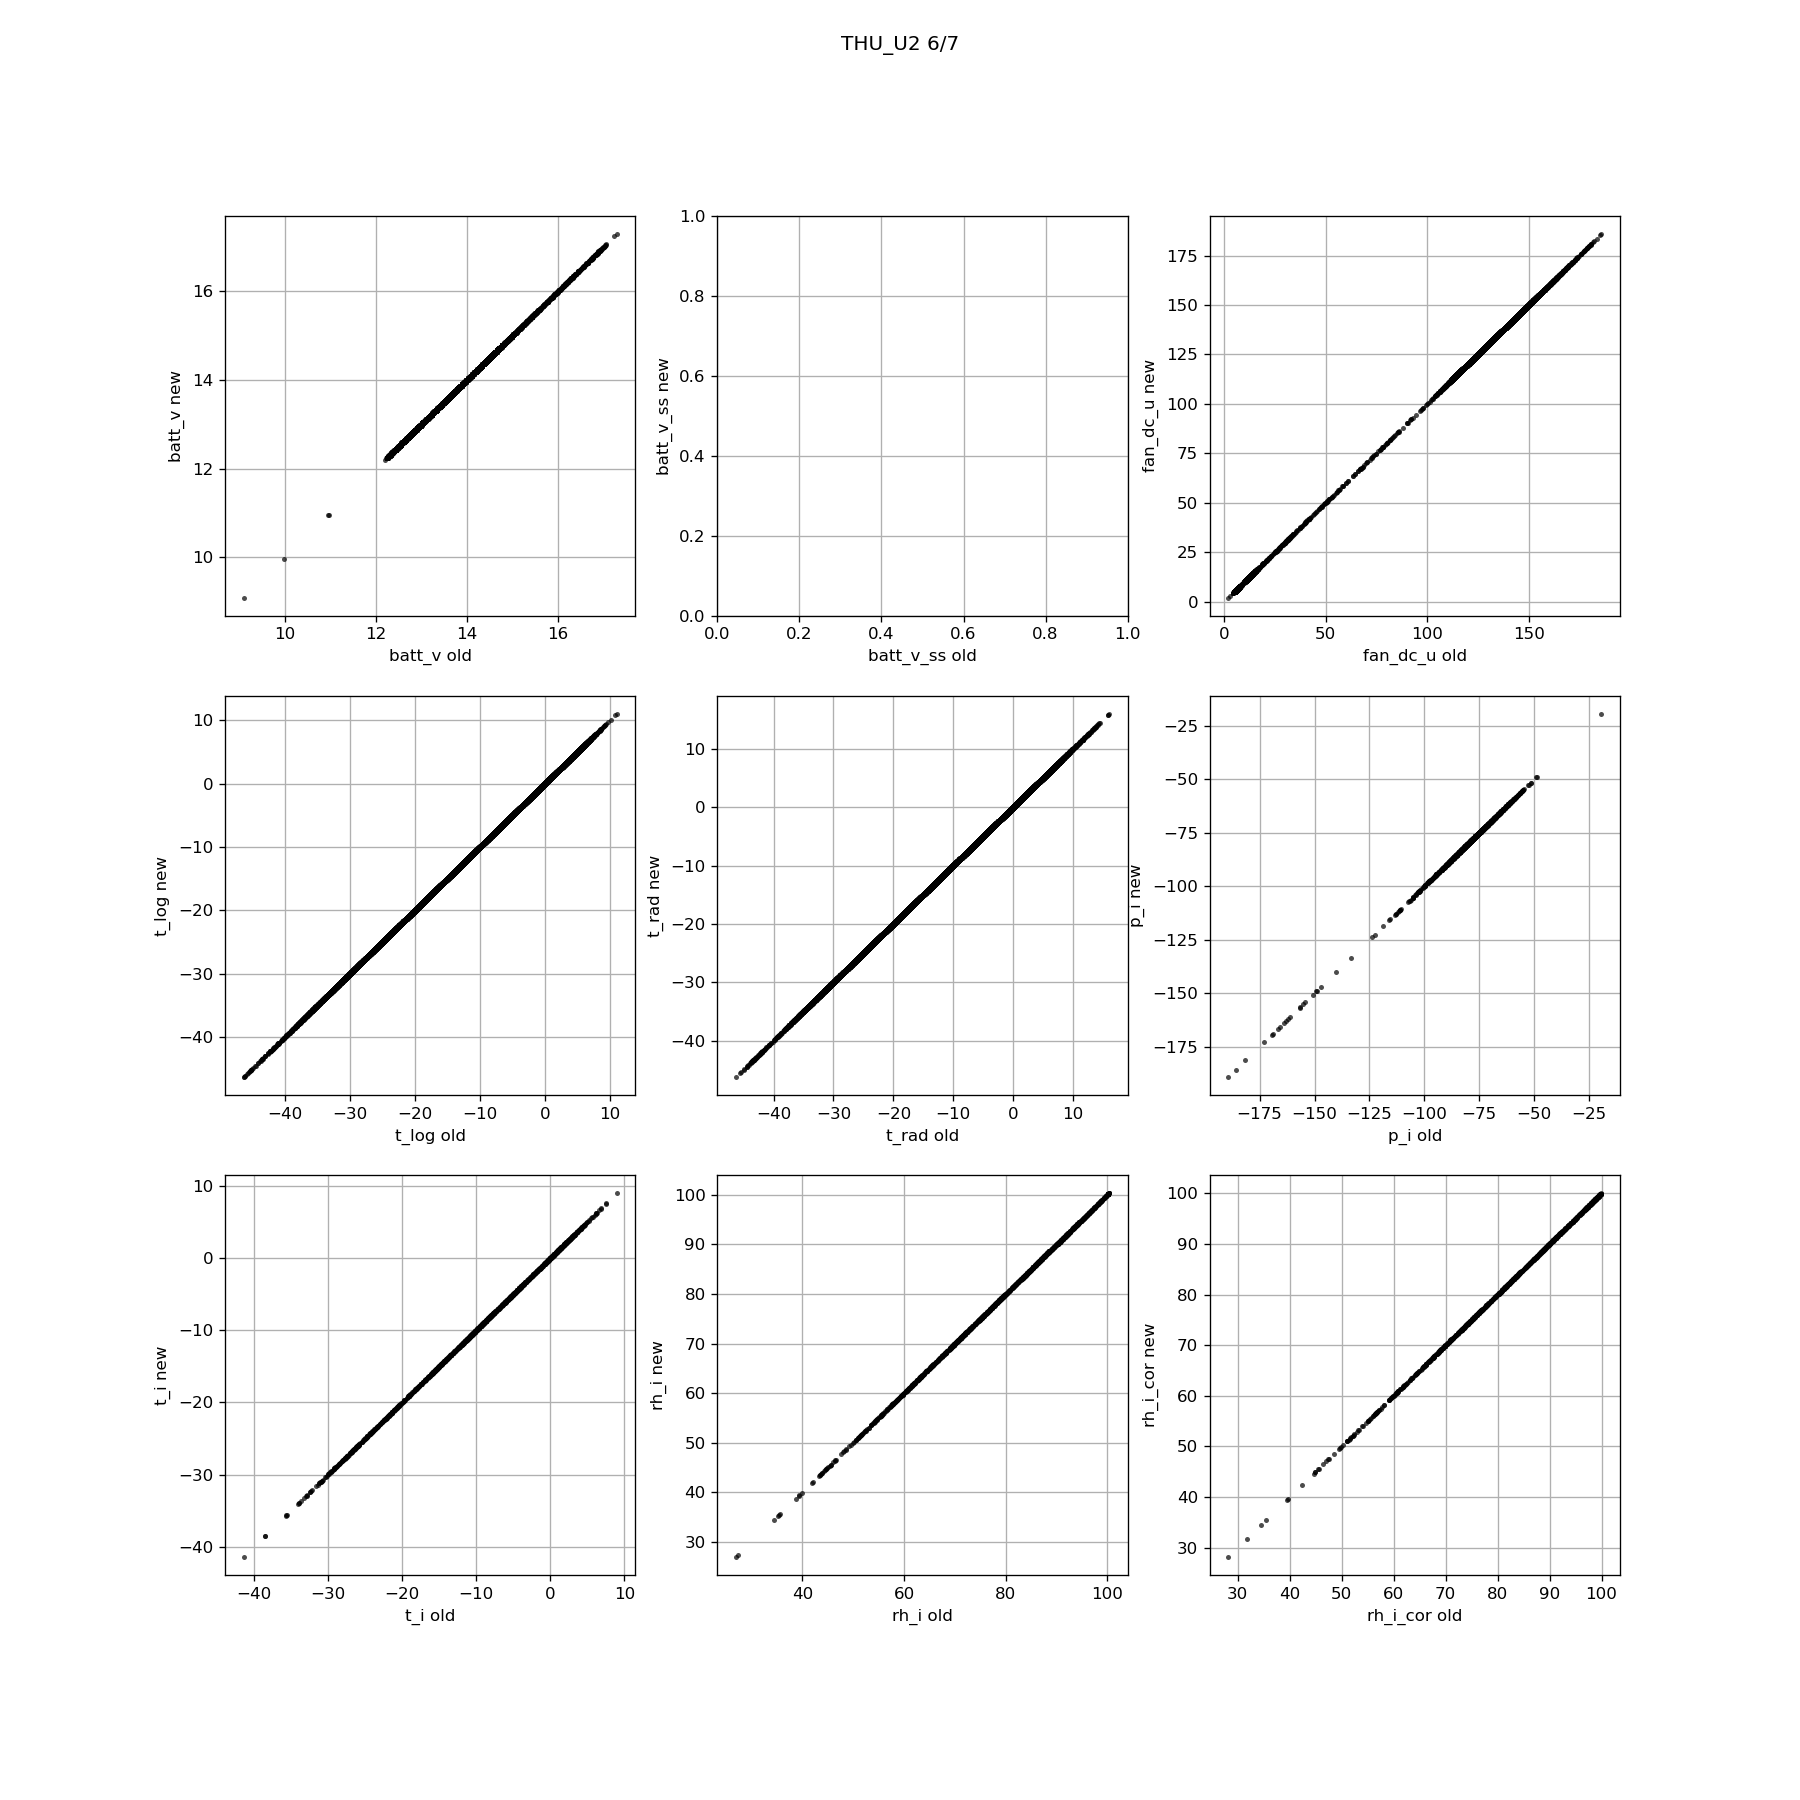 THU_U2 6/7
batt_v new
16
14
12
10
10 12 14 16
batt_v old
batt_v_ss new
1.0
0.8
0.6
0.4
0.2
0.0
0.0 0.2 0.4 0.6 0.8 1.0
batt_v_ss old
fan_dc_u new
175
150
125
100
75
50
25
0
0 50 100 150
fan_dc_u old
t_log new
10
0
−10
−20
−30
−40
−40 −30 −20 −10 0 10
t_log old
t_rad new
10
0
−10
−20
−30
−40
−40 −30 −20 −10 0 10
t_rad old
p_i new
−25
−50
−75
−100
−125
−150
−175
−175 −150 −125 −100 −75 −50 −25
p_i old
t_i new
10
0
−10
−20
−30
−40
−40 −30 −20 −10 0 10
t_i old
rh_i new
100
90
80
70
60
50
40
30
40 60 80 100
rh_i old
rh_i_cor new
100
90
80
70
60
50
40
30
30 40 50 60 70 80 90 100
rh_i_cor old